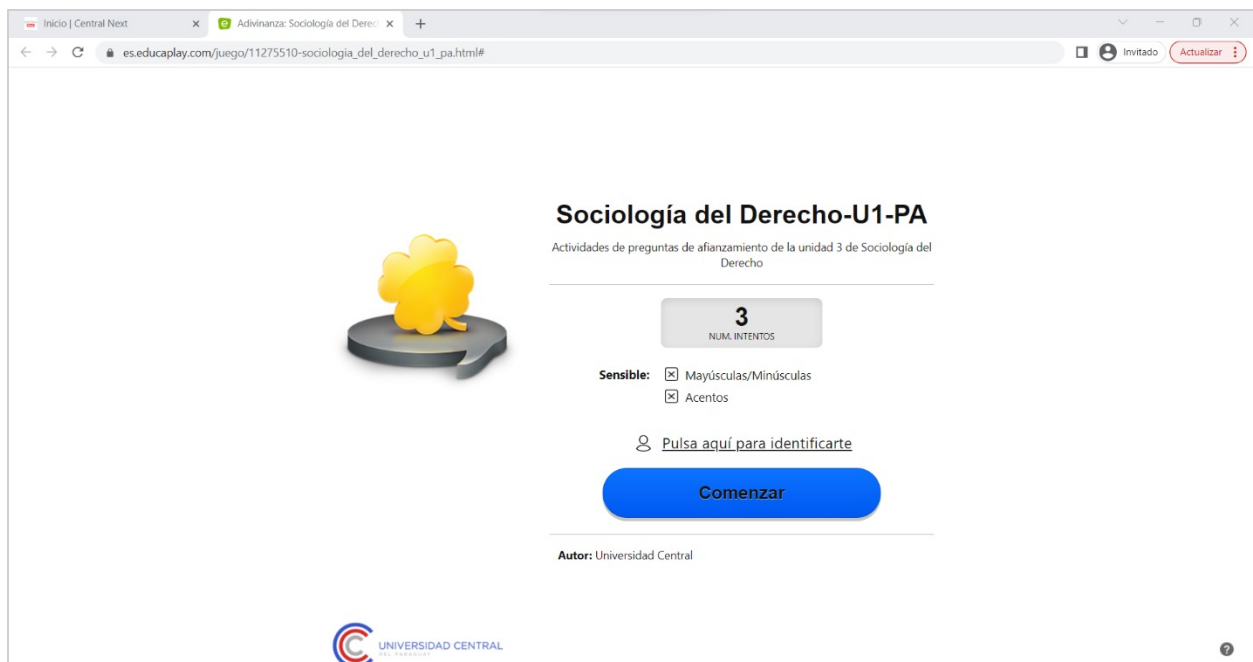 Inicio | Central Next
Adivinanza: Sociología del Derec
es.educaplay.com/juego/11275510-sociologia_del_derecho_u1_pa.html#
Invitado
Actualizar
Sociología del Derecho-U1-PA
Actividades de preguntas de afianzamiento de la unidad 3 de Sociología del
Derecho
3
NUM. INTENTOS
Sensible: Mayúsculas/Minúsculas
Acentos
Pulsa aquí para identificarte
Comenzar
Autor: Universidad Central
UNIVERSIDAD CENTRAL
DEL PARAGUAY